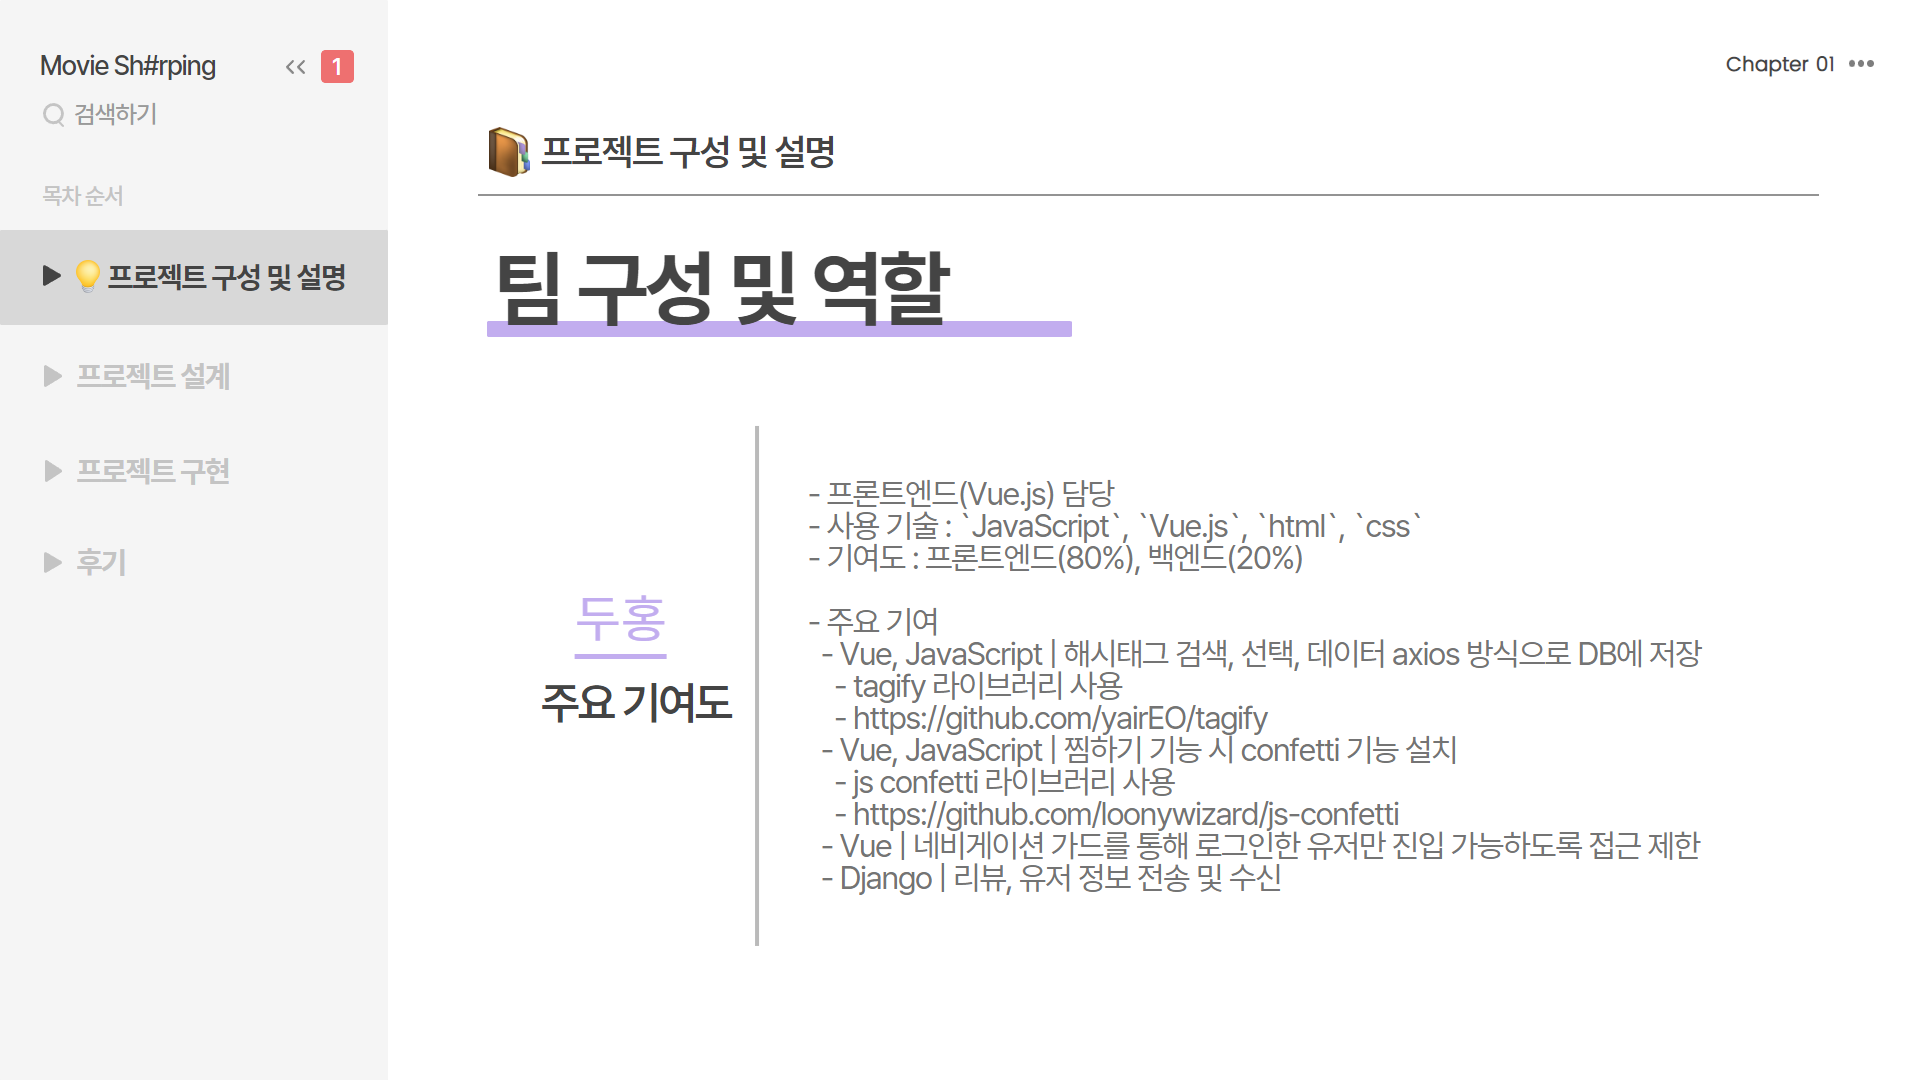 Movie Sh#rping
1
검색하기
목차 순서
프로젝트 구성 및 설명
프로젝트 설계
프로젝트 구현
후기
Chapter 01
프로젝트 구성 및 설명
팀 구성 및 역할
두홍
주요 기여도
- 프론트엔드(Vue.js) 담당
- 사용 기술 : `JavaScript`, `Vue.js`, `html`, `css`
- 기여도 : 프론트엔드(80%), 백엔드(20%)
- 주요 기여
- Vue, JavaScript | 해시태그 검색, 선택, 데이터 axios 방식으로 DB에 저장
- tagify 라이브러리 사용
- https://github.com/yairEO/tagify
- Vue, JavaScript | 찜하기 기능 시 confetti 기능 설치
- js confetti 라이브러리 사용
- https://github.com/loonywizard/js-confetti
- Vue | 네비게이션 가드를 통해 로그인한 유저만 진입 가능하도록 접근 제한
- Django | 리뷰, 유저 정보 전송 및 수신